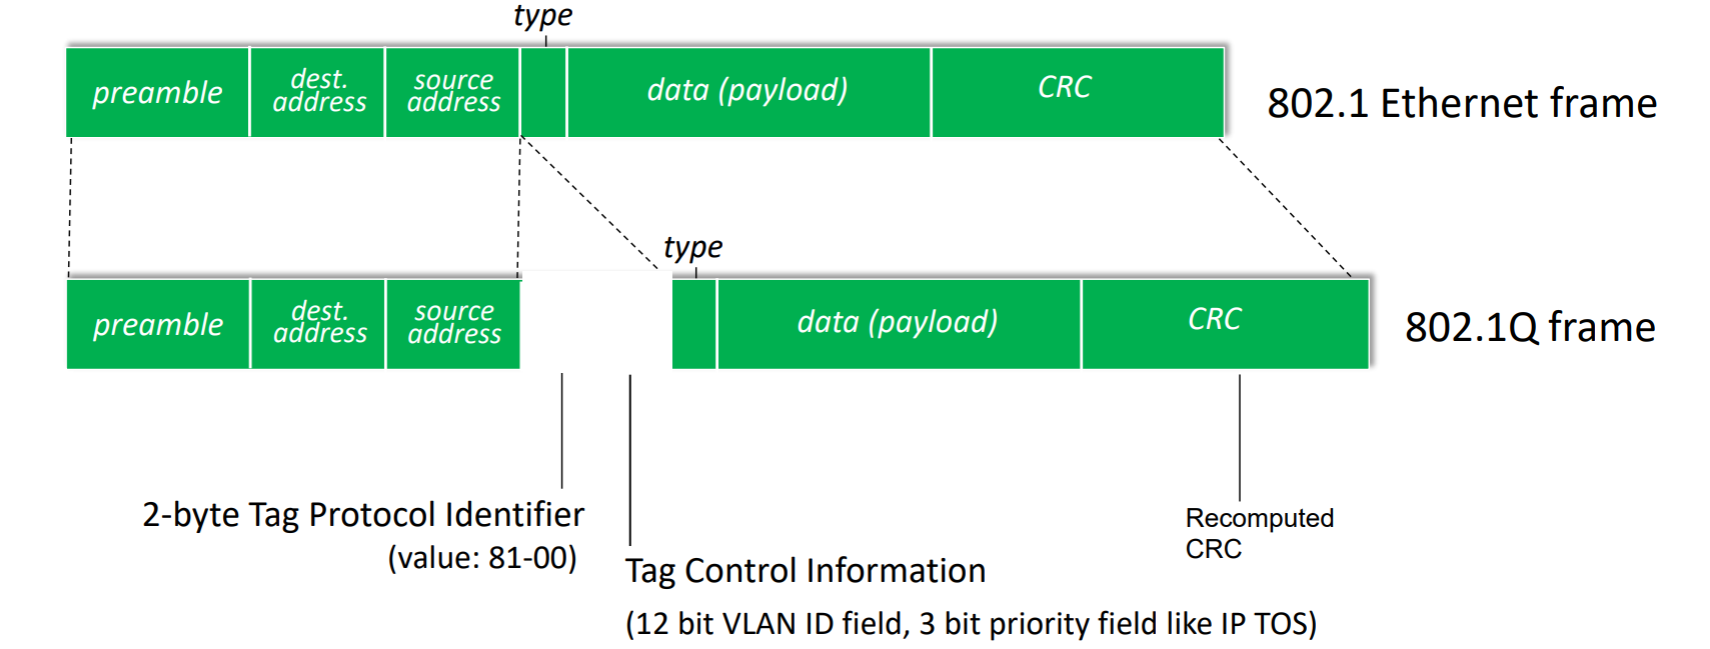 type
preamble
dest.
address
source
address
data (payload)
CRC
802.1 Ethernet frame
type
preamble
dest.
address
source
address
data (payload)
CRC
802.1Q frame
2-byte Tag Protocol Identifier
(value: 81-00)
Tag Control Information
(12 bit VLAN ID field, 3 bit priority field like IP TOS)
Recomputed
CRC